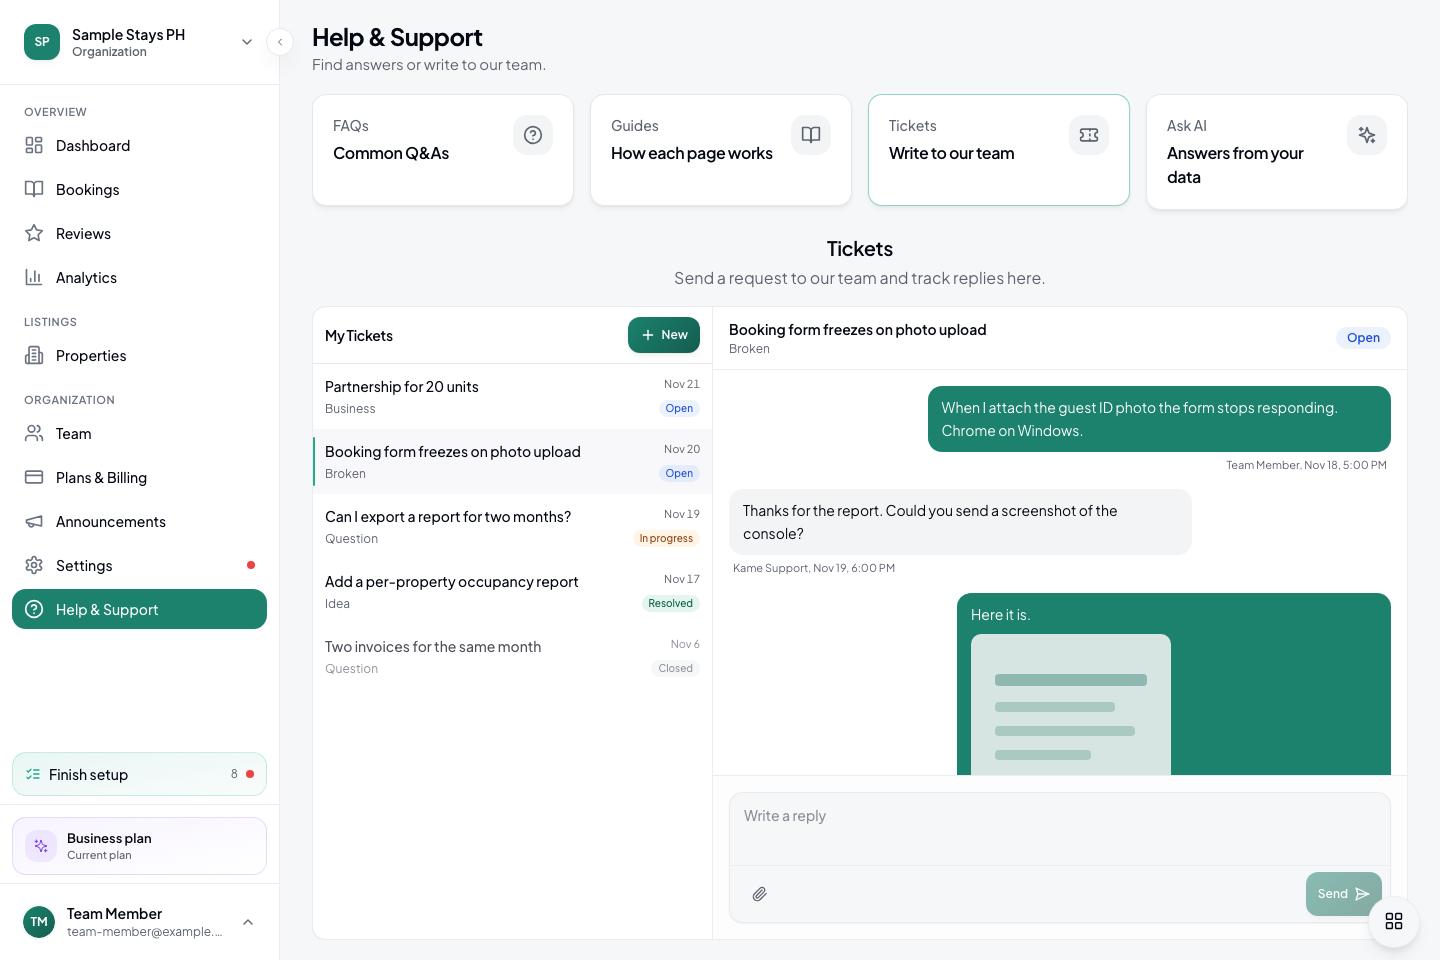 SP
Sample Stays PH
Organization
OVERVIEW
Dashboard
Bookings
Reviews
Analytics
LISTINGS
Properties
ORGANIZATION
Team
Plans & Billing
Announcements
Settings
Help & Support
Finish setup
8
Business plan
Current plan
TM
Team Member
team-member@example....
Help & Support
Find answers or write to our team.
FAQs
Common Q&As
Guides
How each page works
Tickets
Write to our team
Ask AI
Answers from your
data
Tickets
Send a request to our team and track replies here.
My Tickets
New
Partnership for 20 units
Nov 21
Business
Open
Booking form freezes on photo upload
Nov 20
Broken
Open
Can I export a report for two months?
Nov 19
Question
In progress
Add a per-property occupancy report
Nov 17
Idea
Resolved
Two invoices for the same month
Nov 6
Question
Closed
Booking form freezes on photo upload
Broken
Open
When I attach the guest ID photo the form stops responding.
Chrome on Windows.
Team Member, Nov 18, 5:00 PM
Thanks for the report. Could you send a screenshot of the
console?
Kame Support, Nov 19, 6:00 PM
Here it is.
Write a reply
Send